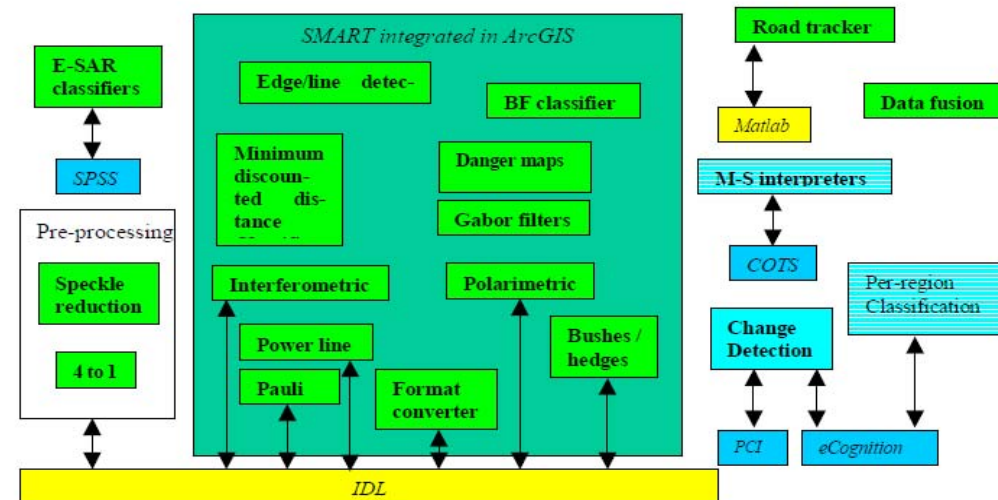 SMART integrated in ArcGIS
E-SAR
classifiers
SPSS
Pre-processing
Speckle
reduction
4 to 1
Edge/line detec-
BF classifier
Minimum
discoun-
ted dis-
tance
Danger maps
Gabor filters
Interferometric
Polarimetric
Power line
Pauli
Format
converter
Bushes /
hedges
Road tracker
Matlab
Data fusion
M-S interpreters
COTS
Per-region
Classification
Change
Detection
PCI
eCognition
IDL